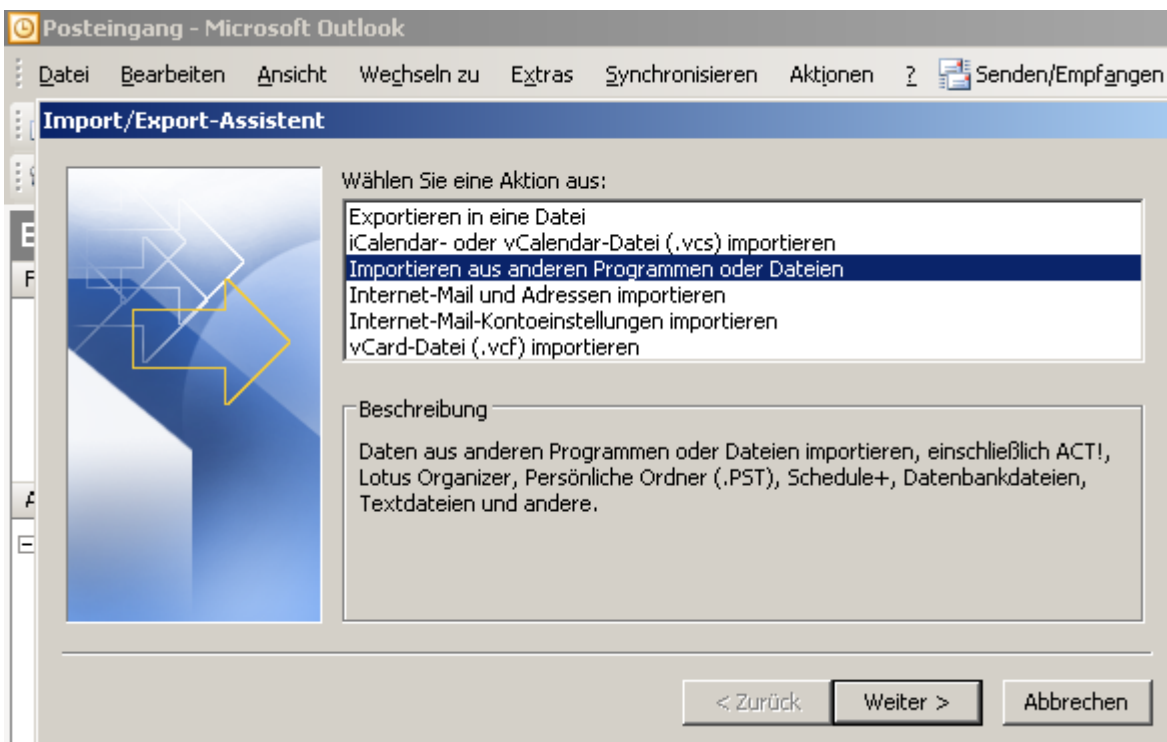 Posteingang - Microsoft Outlook
Datei Bearbeiten Ansicht Wechseln zu Extras Synchronisieren Aktionen ? Senden/Empfangen
Import/Export-Assistent
Wählen Sie eine Aktion aus:
Exportieren in eine Datei
iCalendar- oder vCalendar-Datei (.vcs) importieren
Importieren aus anderen Programmen oder Dateien
Internet-Mail und Adressen importieren
Internet-Mail-Kontoeinstellungen importieren
vCard-Datei (.vcf) importieren
Beschreibung
Daten aus anderen Programmen oder Dateien importieren, einschließlich ACT!,
Lotus Organizer, Persönliche Ordner (.PST), Schedule+, Datenbankdateien,
Textdateien und andere.
< Zurück Weiter > Abbrechen